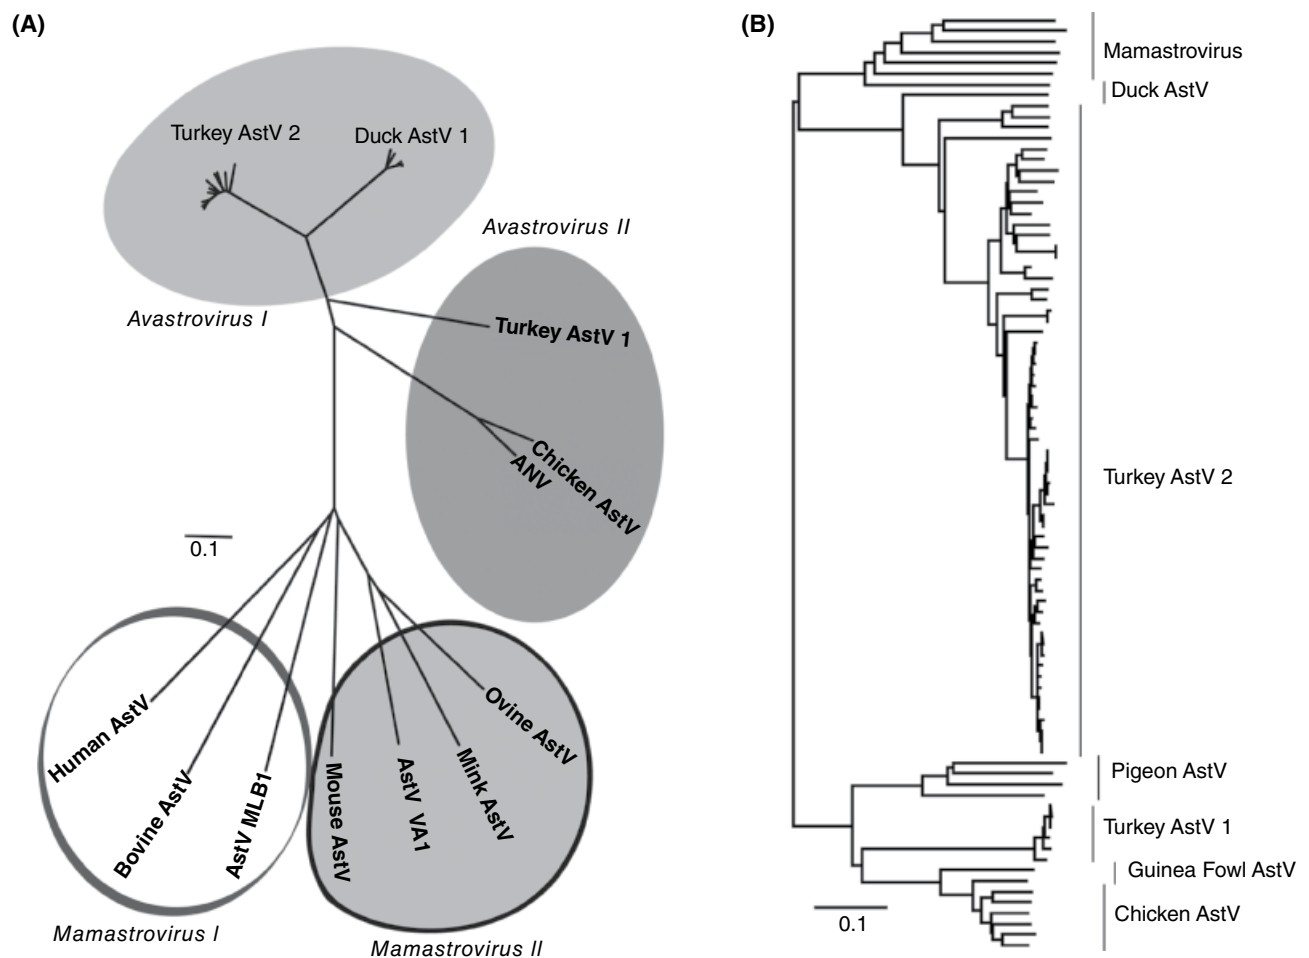 (A)
Turkey AstV 2
Duck AstV 1
Avastrovirus II
Avastrovirus I
Turkey AstV 1
Chicken AstV
ANV
0.1
Human AstV
Bovine AstV
AstV MLB1
Mouse AstV
AstV VA1
Mink AstV
Ovine AstV
Mamastrovirus I
Mamastrovirus II
(B)
Mamastrovirus
Duck AstV
Turkey AstV 2
Pigeon AstV
Turkey AstV 1
Guinea Fowl AstV
Chicken AstV
0.1